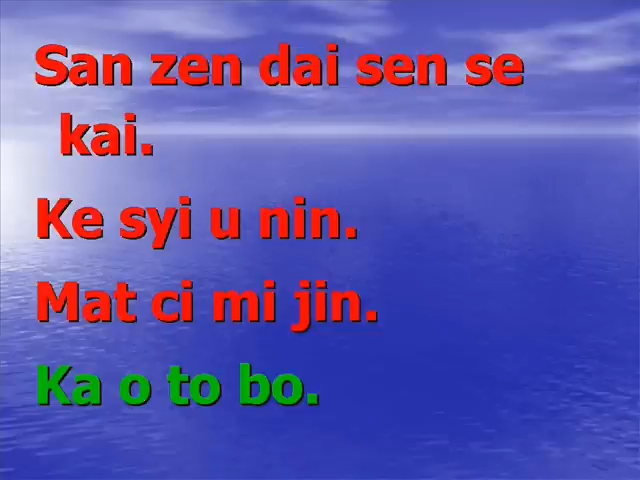 San zen dai sen se
kai.
Ke syi u nin.
Mat ci mi jin.
Ka o to bo.